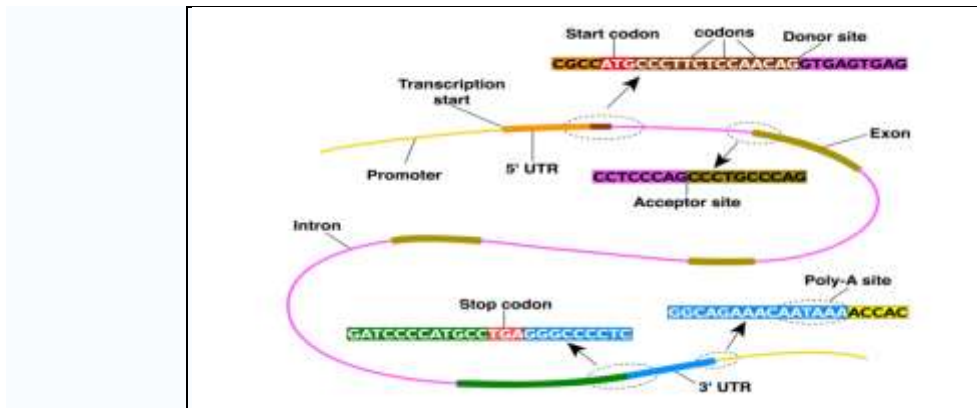 Start codon
codons
Donor site
CGCCATGCCCTTCTCCAACAGGTGAGTGAG
Transcription
start
Exon
5' UTR
Promoter
CCTCCCAGCCCTGCCCAG
Acceptor site
Intron
Poly-A site
Stop codon
GGCAGAAACAATAAAACCAC
GATCCCCATGCCTGAGGGCCCCTC
3' UTR